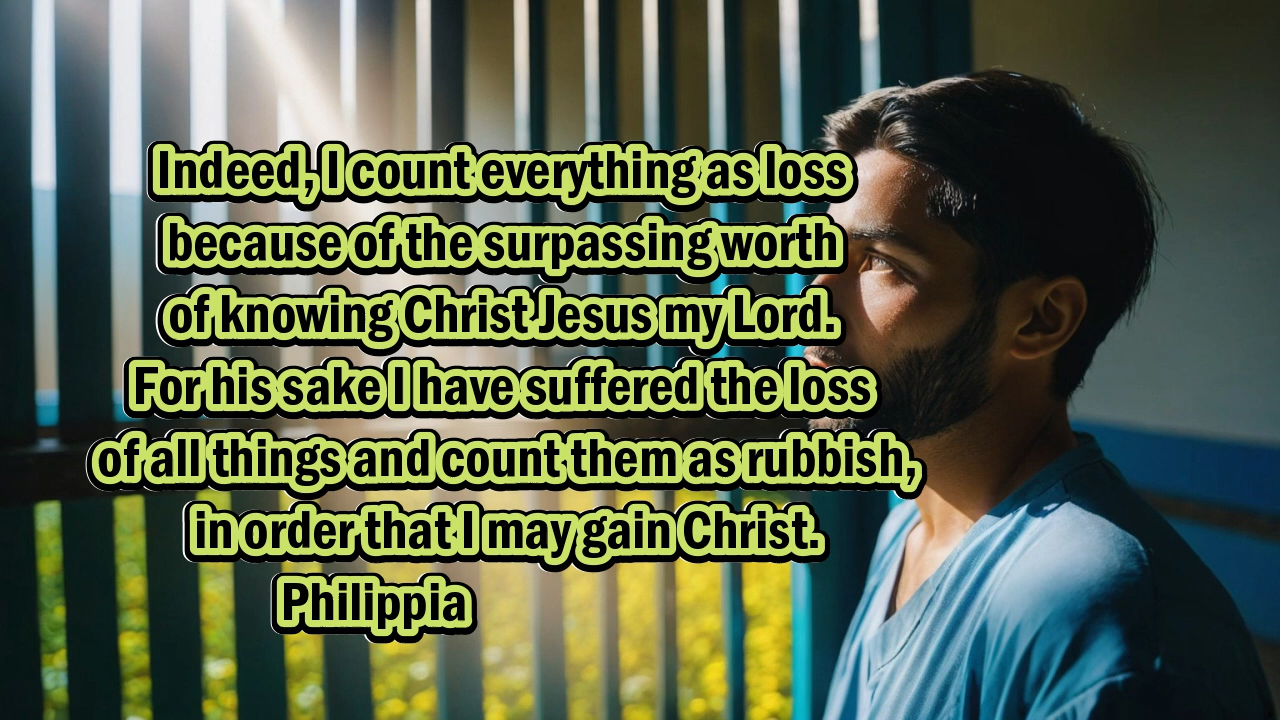 Indeed, I count everything as loss
because of the surpassing worth
of knowing Christ Jesus my Lord.
For his sake I have suffered the loss
of all things and count them as rubbish,
in order that I may gain Christ.
Philippia